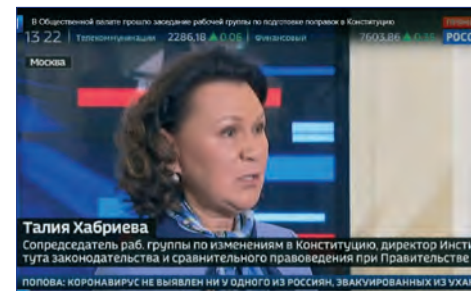 В Общественной палате прошло заседание рабочей группы по подготовке поправок в Конституцию
13 22 Телекоммуникации 2286,18 ▲ 0.06 Финансовый 7603,86 ▲ РОСС
Москва
Талия Хабриева
Сопредседатель раб. группы по изменениям в Конституцию, директор Инсти
тута законодательства и сравнительного правоведения при Правительстве
ПОПОВА: КОРОНАВИРУС НЕ ВЫЯВЛЕН НИ У ОДНОГО ИЗ РОССИЯН, ЭВАКУИРОВАННЫХ ИЗ УХА